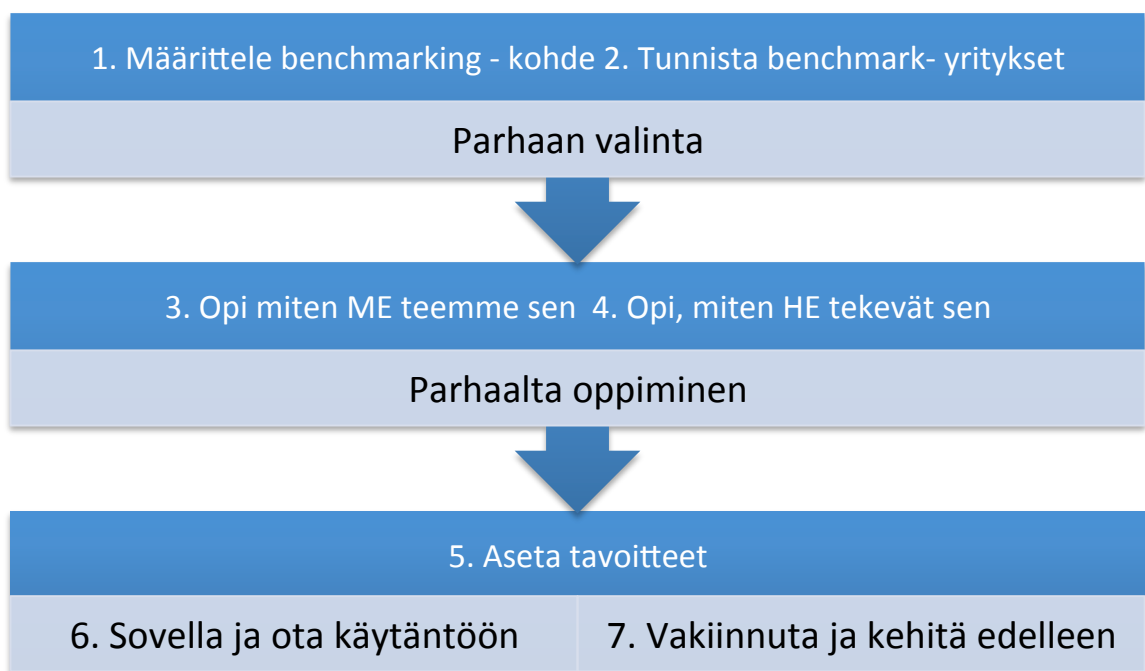 1. Määrittele benchmarking - kohde 2. Tunnista benchmark- yritykset
Parhaan valinta
3. Opi miten ME teemme sen 4. Opi, miten HE tekevät sen
Parhaalta oppiminen
5. Aseta tavoitteet
6. Sovella ja ota käytäntöön
7. Vakiinnuta ja kehitä edelleen